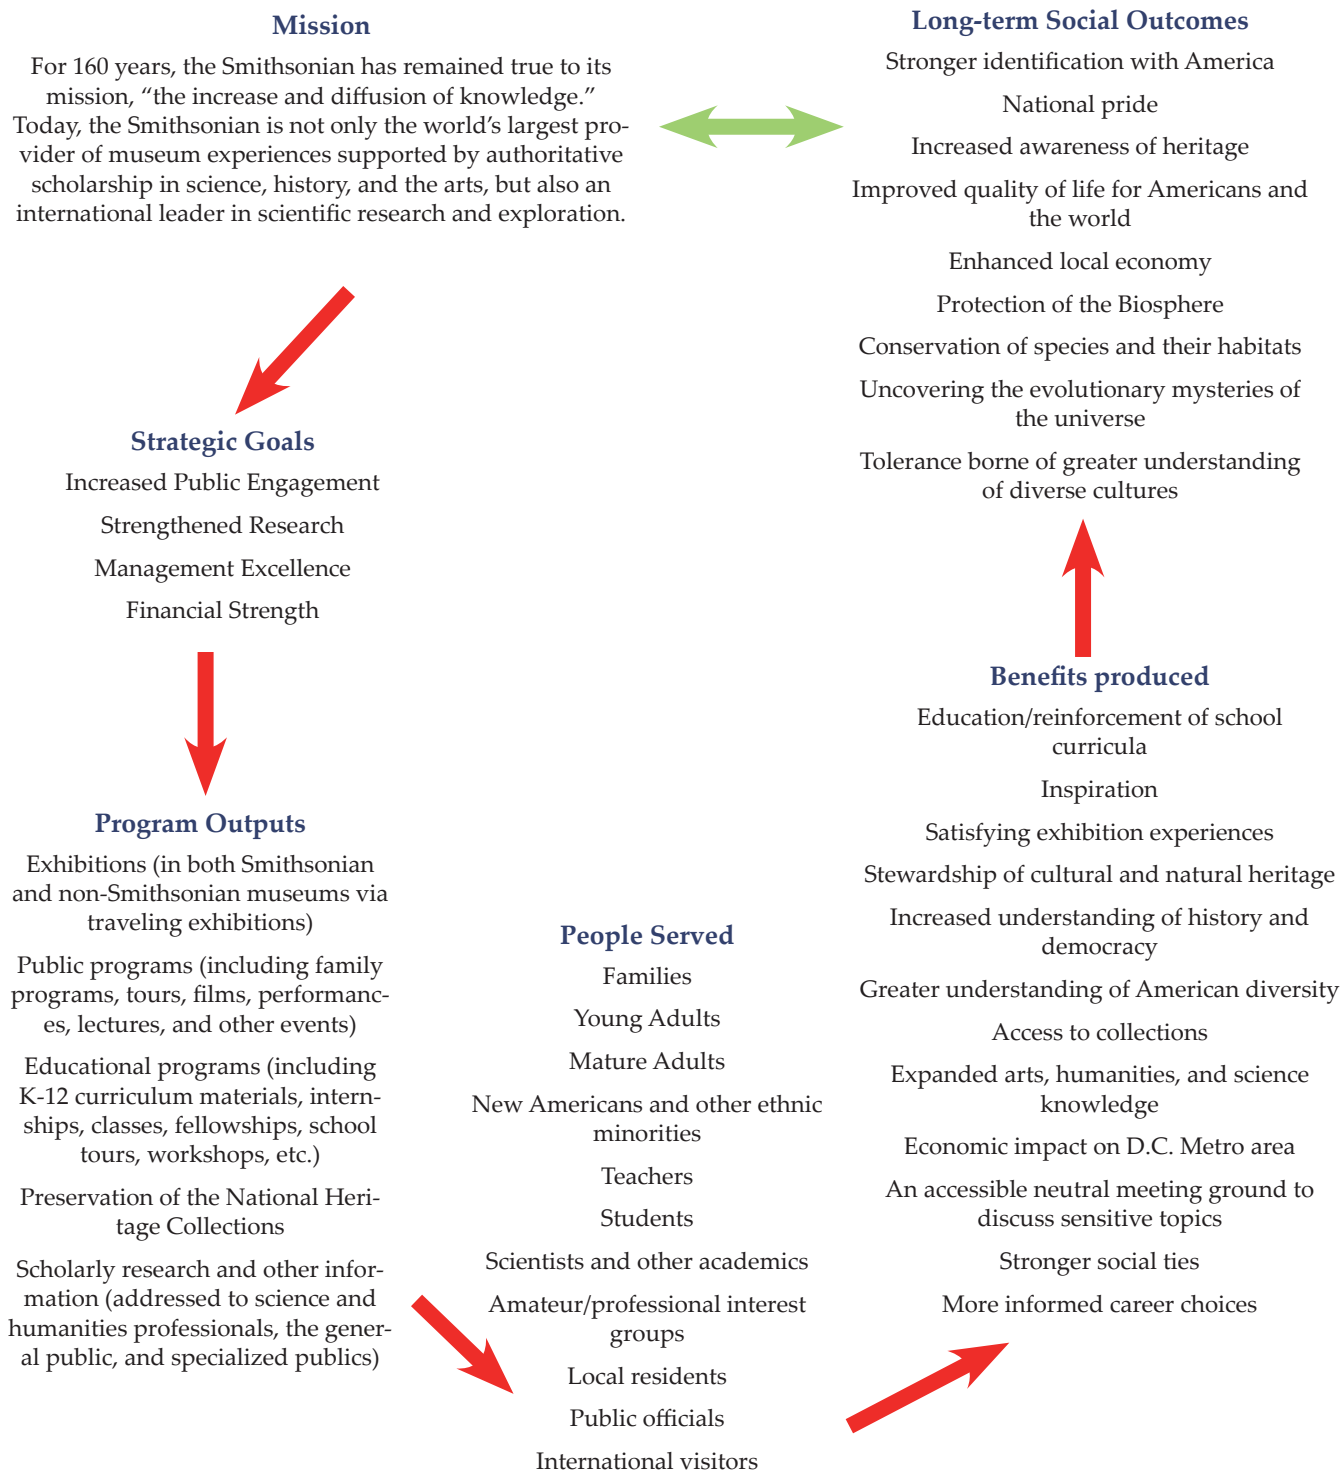 Mission
For 160 years, the Smithsonian has remained true to its
mission, “the increase and diffusion of knowledge.”
Today, the Smithsonian is not only the world’s largest pro-
vider of museum experiences supported by authoritative
scholarship in science, history, and the arts, but also an
international leader in scientific research and exploration.
Strategic Goals
Increased Public Engagement
Strengthened Research
Management Excellence
Financial Strength
Program Outputs
Exhibitions (in both Smithsonian
and non-Smithsonian museums via
traveling exhibitions)
Public programs (including family
programs, tours, films, performanc-
es, lectures, and other events)
Educational programs (including
K-12 curriculum materials, intern-
ships, classes, fellowships, school
tours, workshops, etc.)
Preservation of the National Heri-
tage Collections
Scholarly research and other infor-
mation (addressed to science and
humanities professionals, the gener-
al public, and specialized publics)
People Served
Families
Young Adults
Mature Adults
New Americans and other ethnic
minorities
Teachers
Students
Scientists and other academics
Amateur/professional interest
groups
Local residents
Public officials
International visitors
Benefits produced
Education/reinforcement of school
curricula
Inspiration
Satisfying exhibition experiences
Stewardship of cultural and natural heritage
Increased understanding of history and
democracy
Greater understanding of American diversity
Access to collections
Expanded arts, humanities, and science
knowledge
Economic impact on D.C. Metro area
An accessible neutral meeting ground to
discuss sensitive topics
Stronger social ties
More informed career choices
Long-term Social Outcomes
Stronger identification with America
National pride
Increased awareness of heritage
Improved quality of life for Americans and
the world
Enhanced local economy
Protection of the Biosphere
Conservation of species and their habitats
Uncovering the evolutionary mysteries of
the universe
Tolerance borne of greater understanding
of diverse cultures